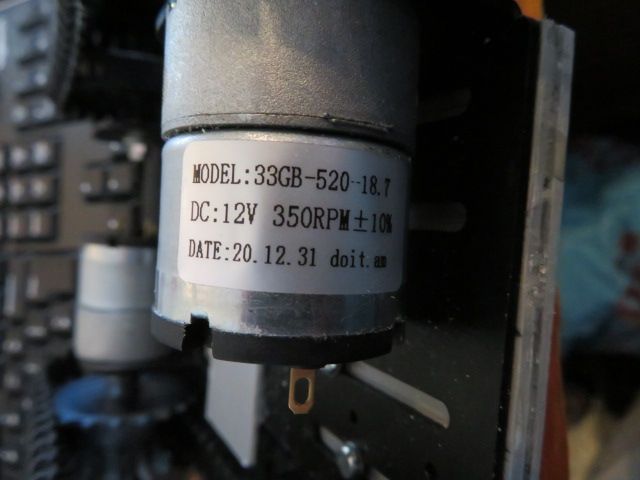 MODEL:33GB-520--18.7
DC:12V 350RPM±10%
DATE:20.12.31 doit.am